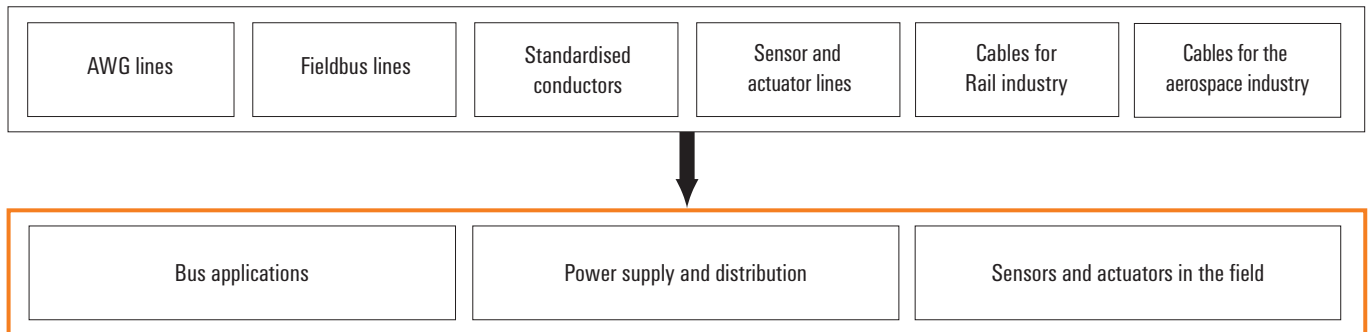 AWG lines
Fieldbus lines
Standardised
conductors
Sensor and
actuator lines
Cables for
Rail industry
Cables for the
aerospace industry
Bus applications
Power supply and distribution
Sensors and actuators in the field